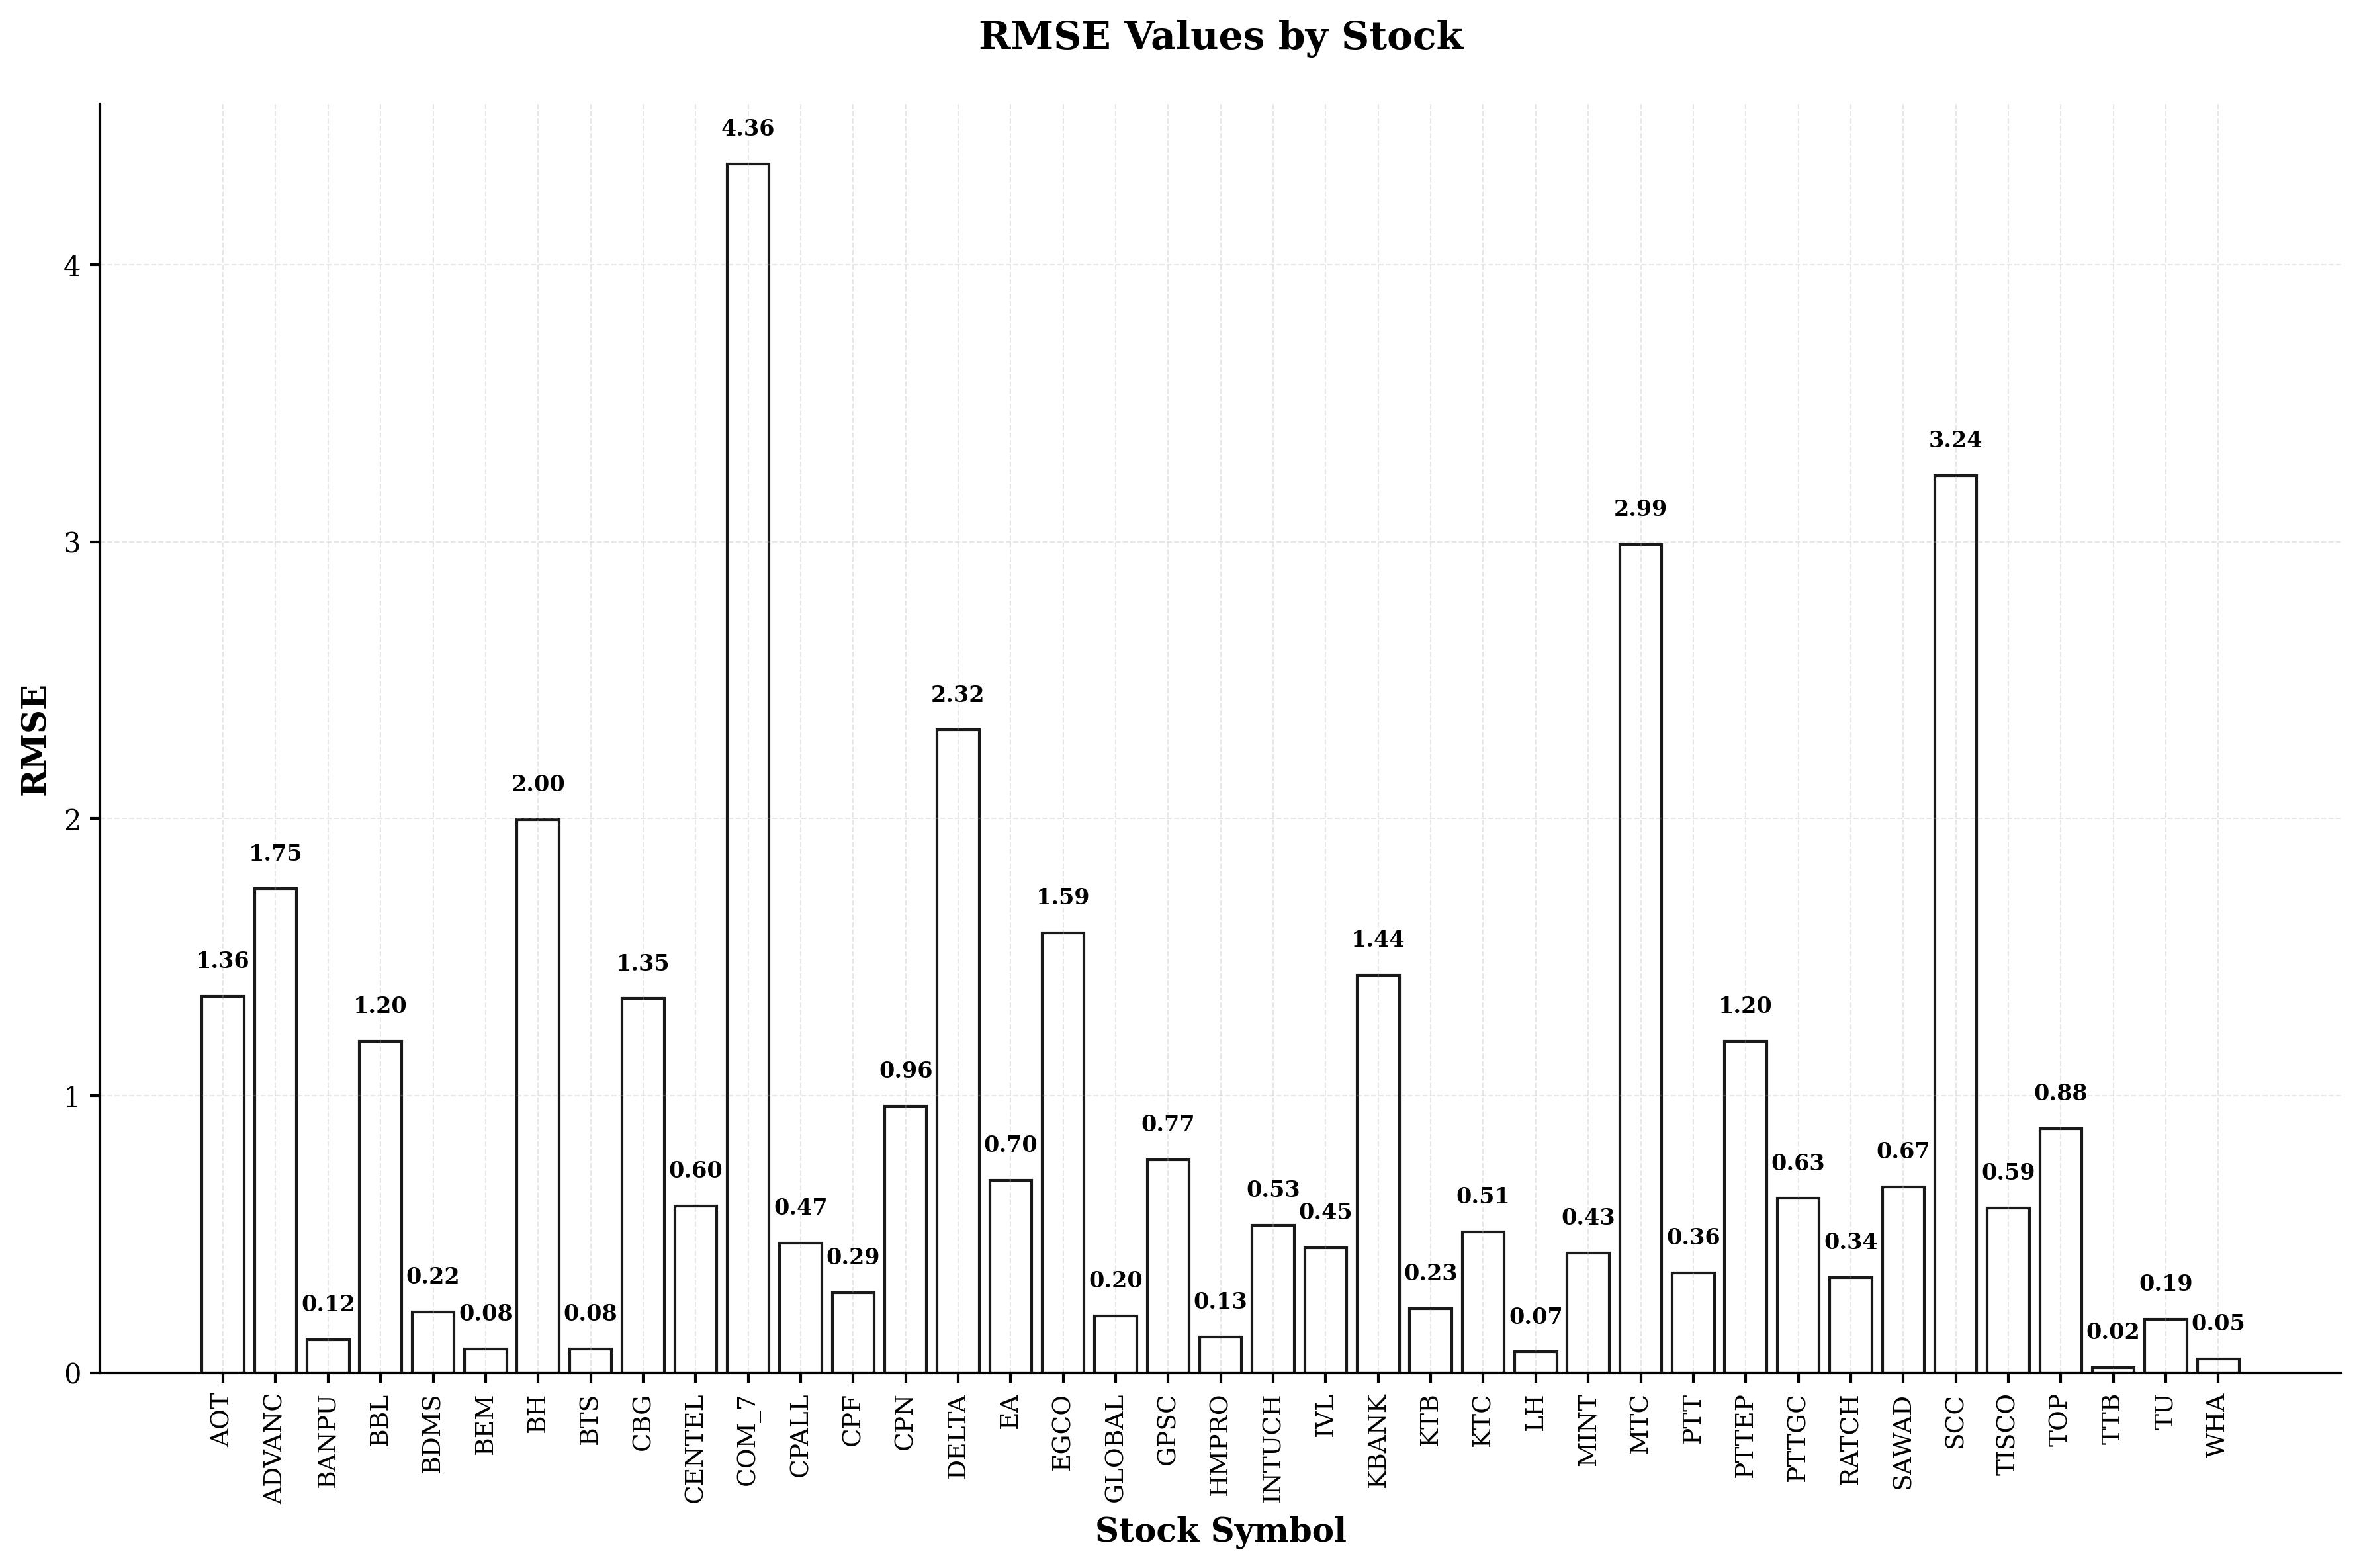 RMSE Values by Stock
RMSE
4
3
2
1
0
1.36
1.75
0.12
1.20
0.22
0.08
2.00
0.08
1.35
0.60
4.36
0.47
0.29
0.96
2.32
0.70
1.59
0.20
0.77
0.13
0.53
0.45
1.44
0.23
0.51
0.07
0.43
2.99
0.36
1.20
0.63
0.34
0.67
3.24
0.59
0.88
0.02
0.19
0.05
AOT
ADVANC
BANPU
BBL
BDMS
BEM
BH
BTS
CBG
CENTEL
COM_7
CPALL
CPF
CPN
DELTA
EA
EGCO
GLOBAL
GPSC
HMPRO
INTUCH
IVL
KBANK
KTB
KTC
LH
MINT
MTC
PTT
PTTEP
PTTGC
RATCH
SAWAD
SCC
TISCO
TOP
TTB
TU
WHA
Stock Symbol